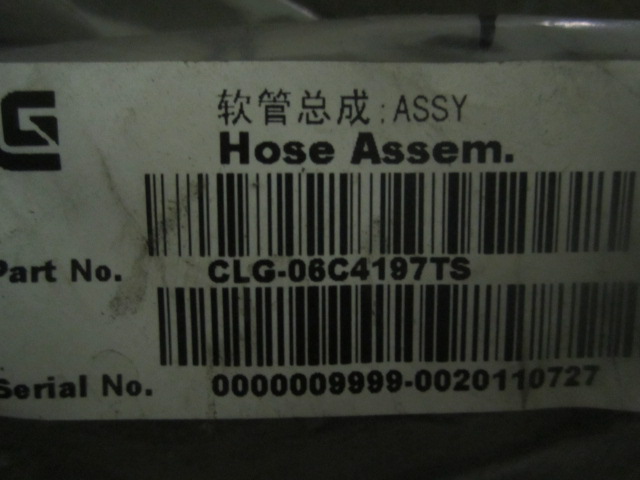 软管总成:ASSY
Hose Assem.
Part No. CLG-06C4197TS
Serial No. 0000009999-0020110727